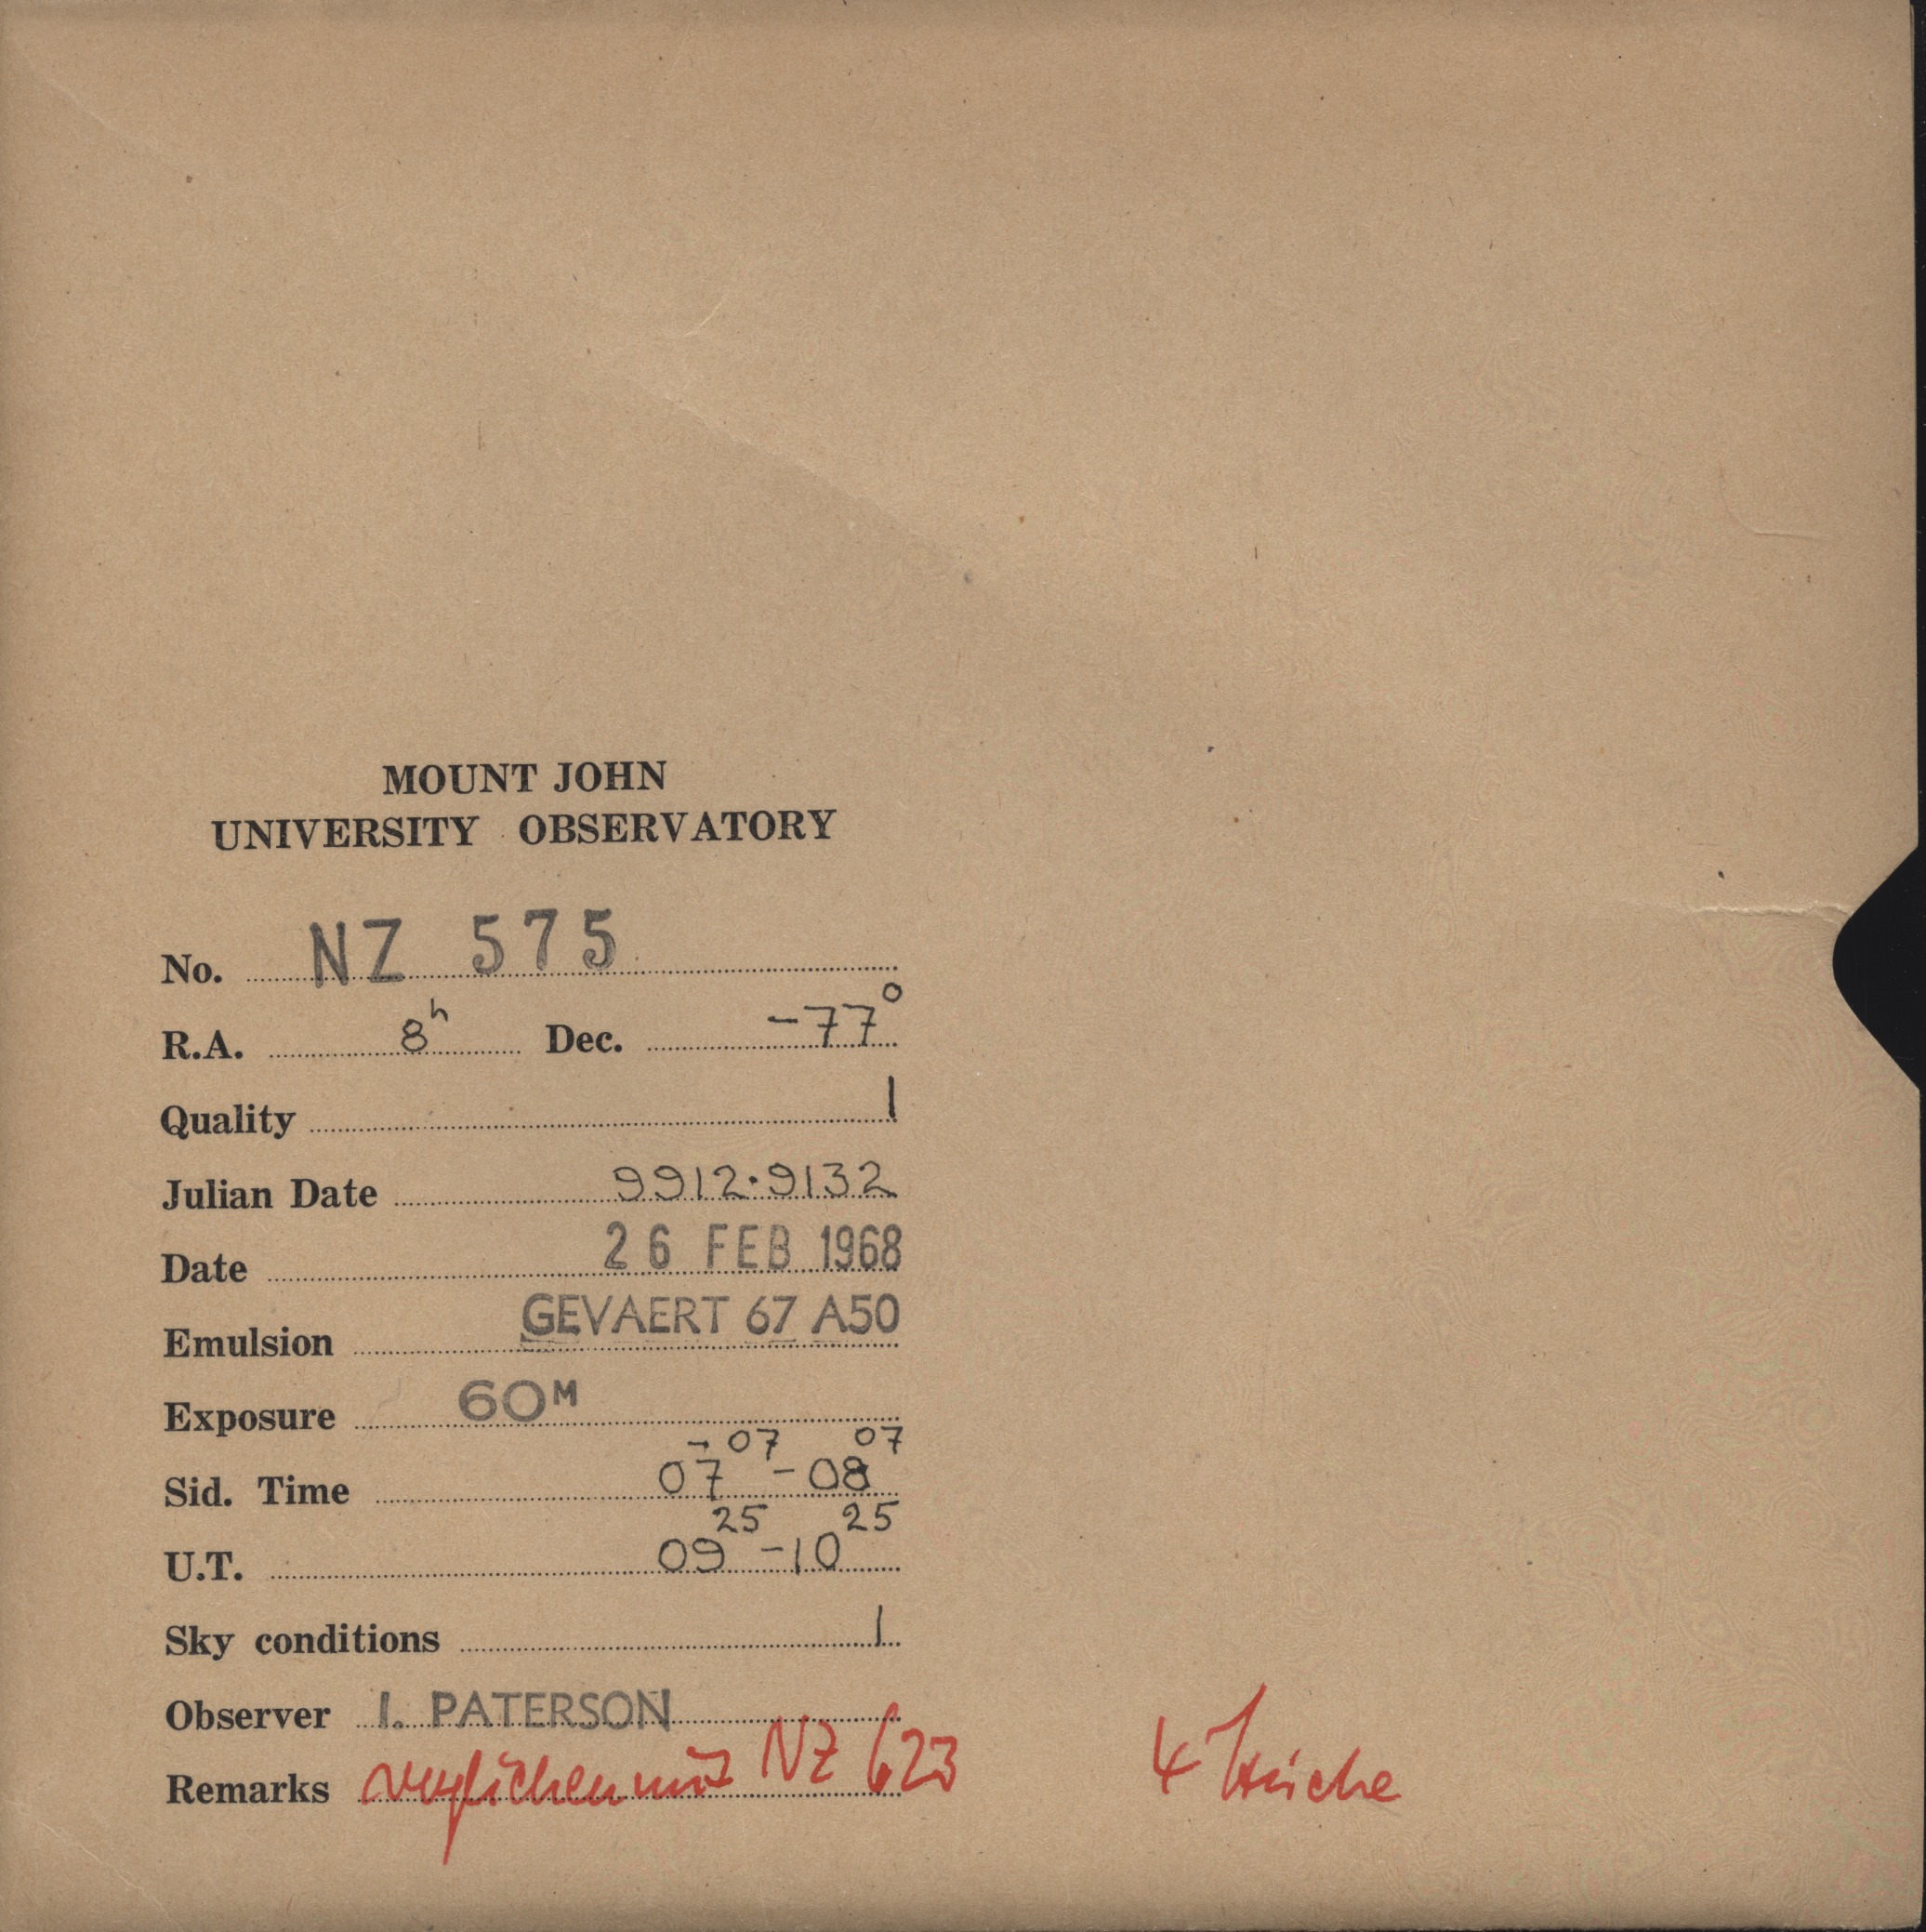 MOUNT JOHN
UNIVERSITY OBSERVATORY
No. NZ 575
R.A. 8h Dec. -77°
Quality 1
Julian Date 9912.9132
Date 26 FEB 1968
Emulsion GEVAERT 67 A50
Exposure 60M
Sid. Time 07 07 - 08 07
U.T. 09 25 - 10 25
Sky conditions 1
Observer I. PATERSON
Remarks verglichen mit NZ 623 4